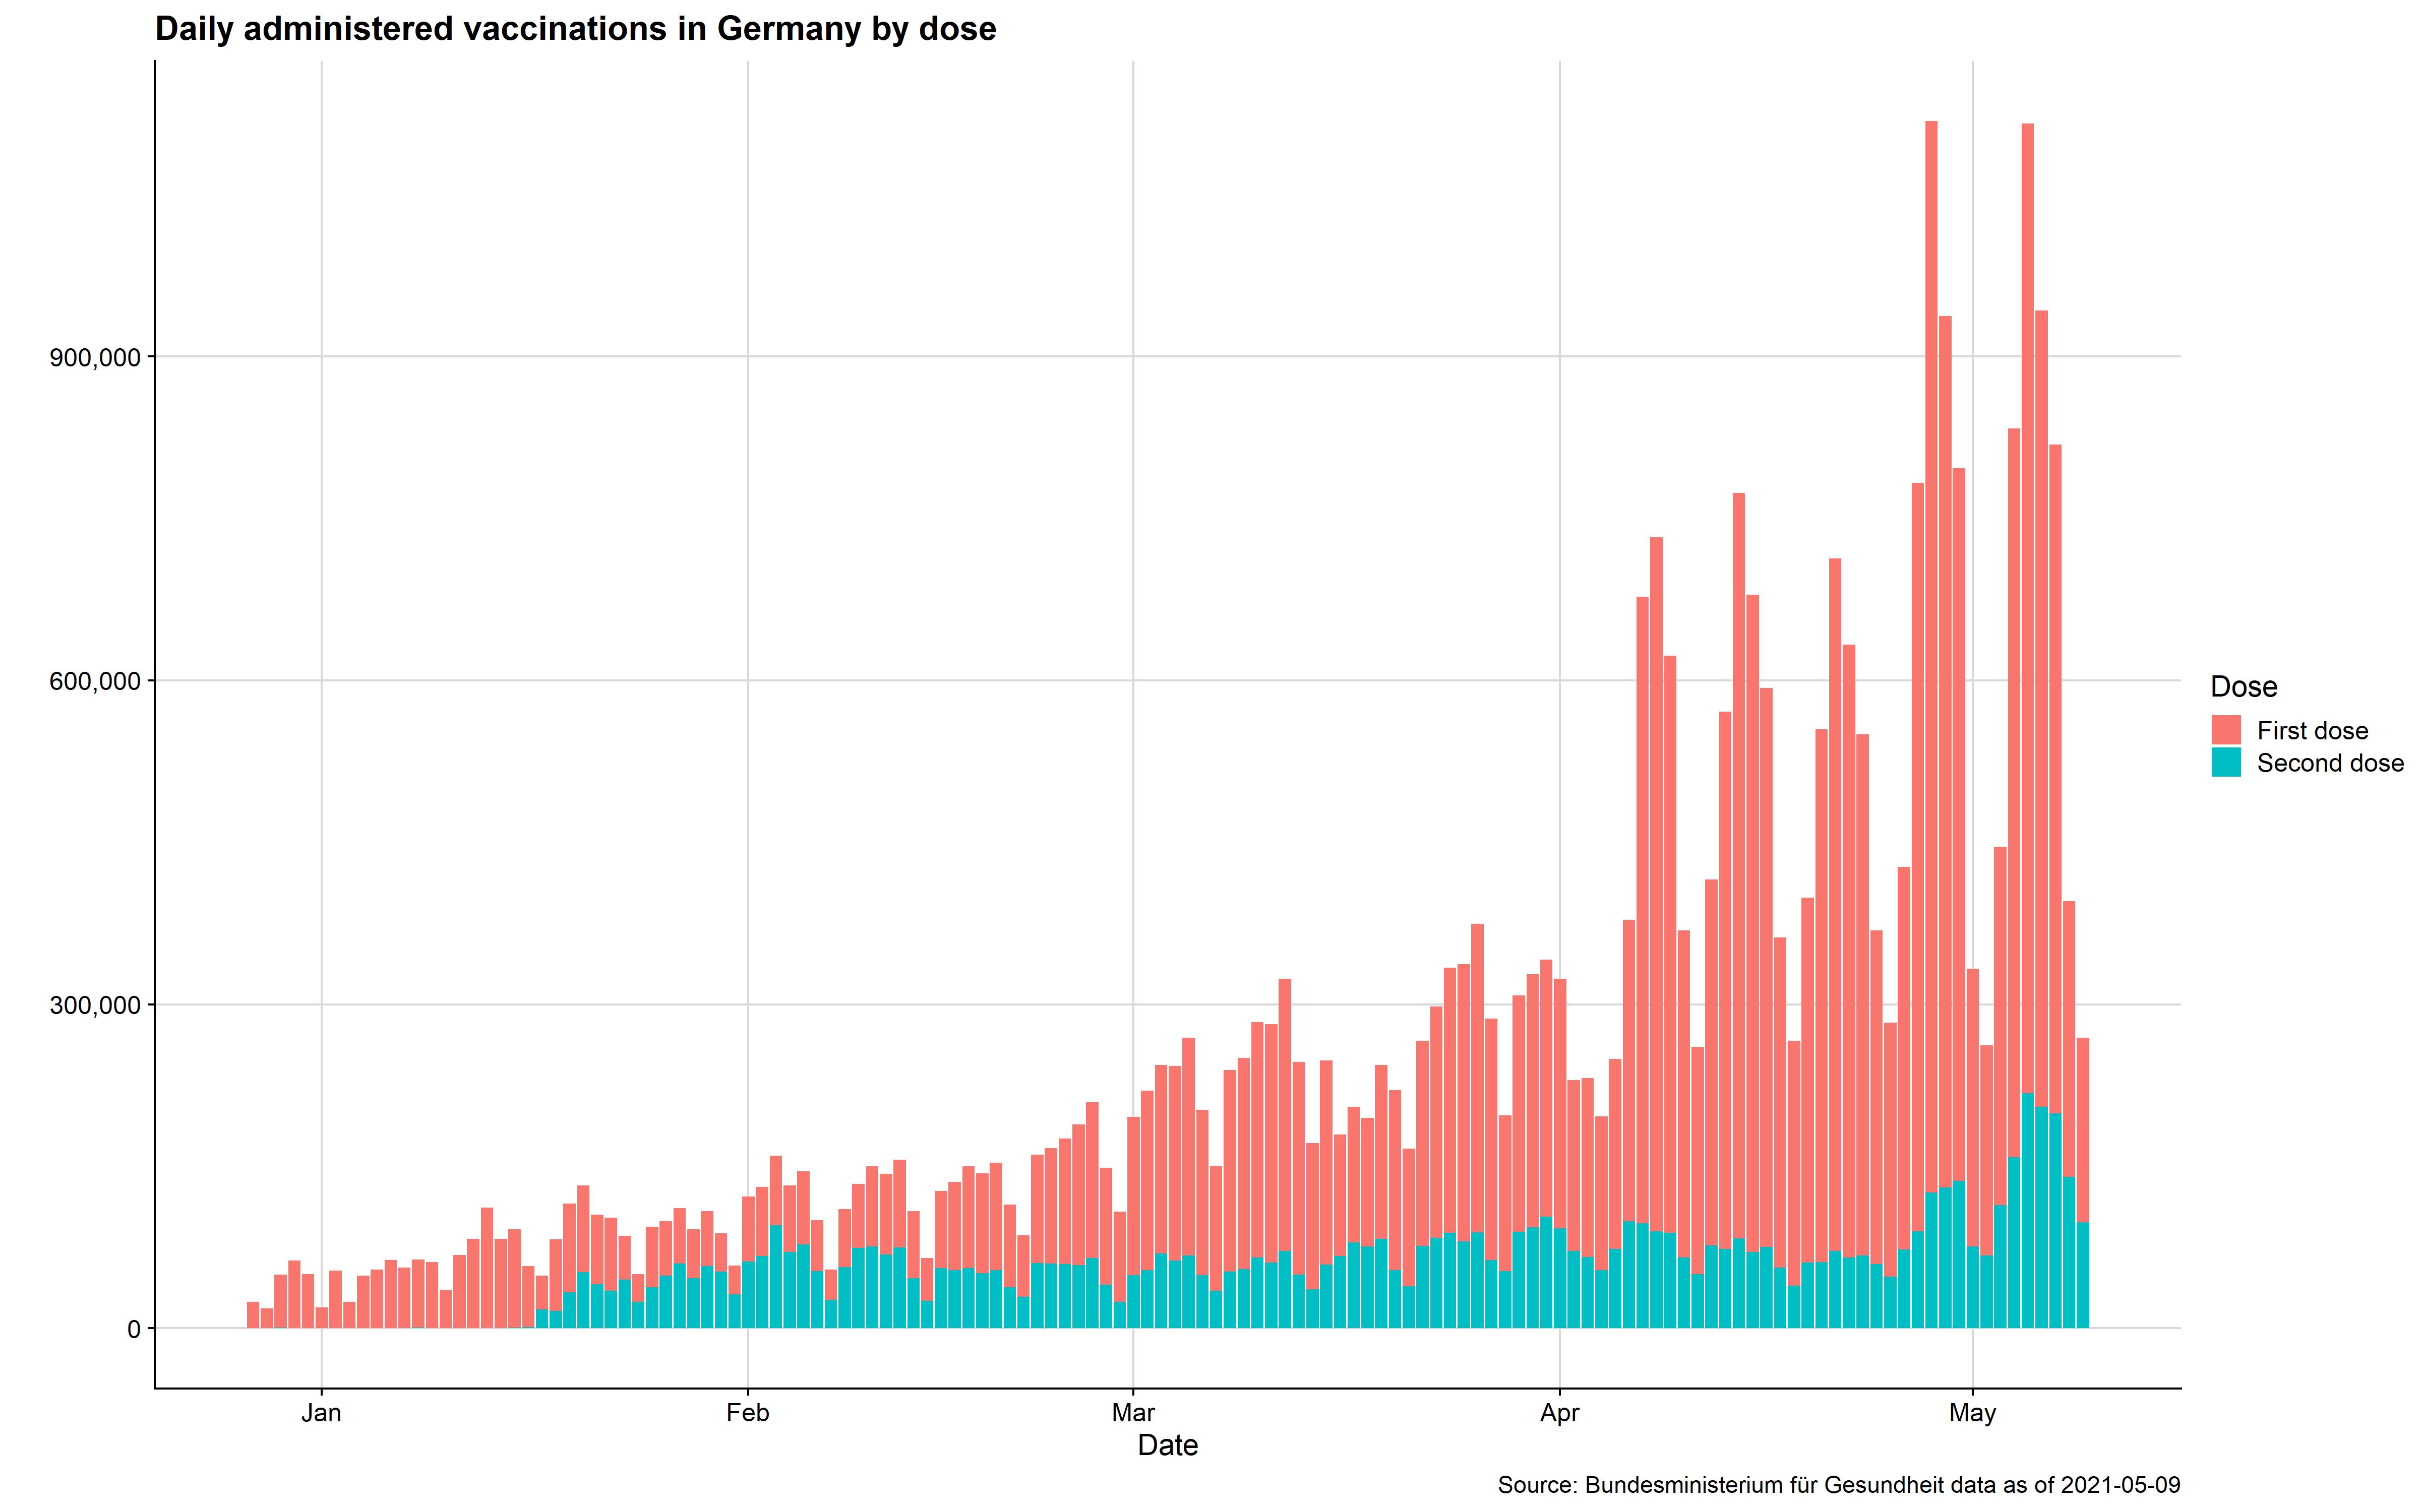 Daily administered vaccinations in Germany by dose
900,000
600,000
300,000
0
Jan Feb Mar Apr May
Date
Dose
First dose
Second dose
Source: Bundesministerium für Gesundheit data as of 2021-05-09